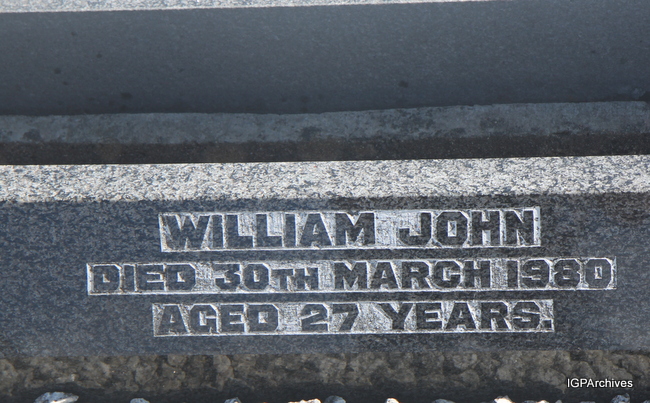 WILLIAM JOHN
DIED 30TH MARCH 1980
AGED 27 YEARS.
IGPArchives